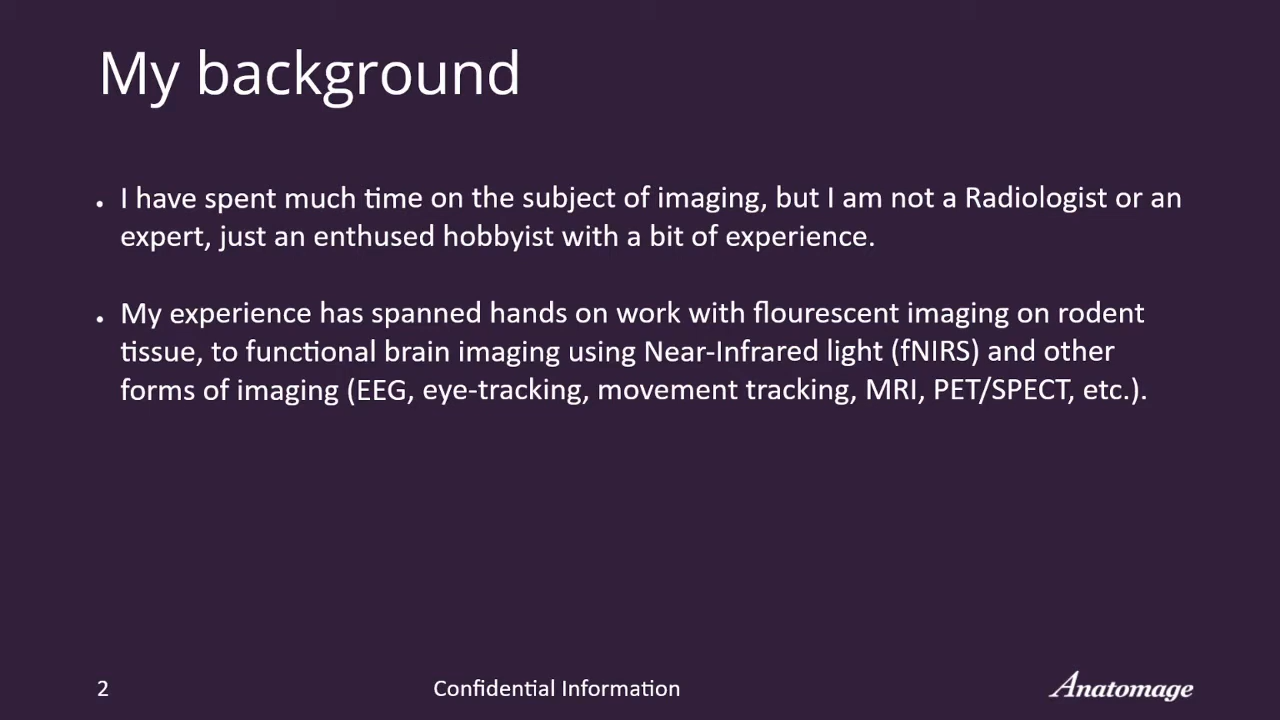 My background
• I have spent much time on the subject of imaging, but I am not a Radiologist or an
expert, just an enthused hobbyist with a bit of experience.
• My experience has spanned hands on work with flourescent imaging on rodent
tissue, to functional brain imaging using Near-Infrared light (fNIRS) and other
forms of imaging (EEG, eye-tracking, movement tracking, MRI, PET/SPECT, etc.).
2
Confidential Information
Anatomage